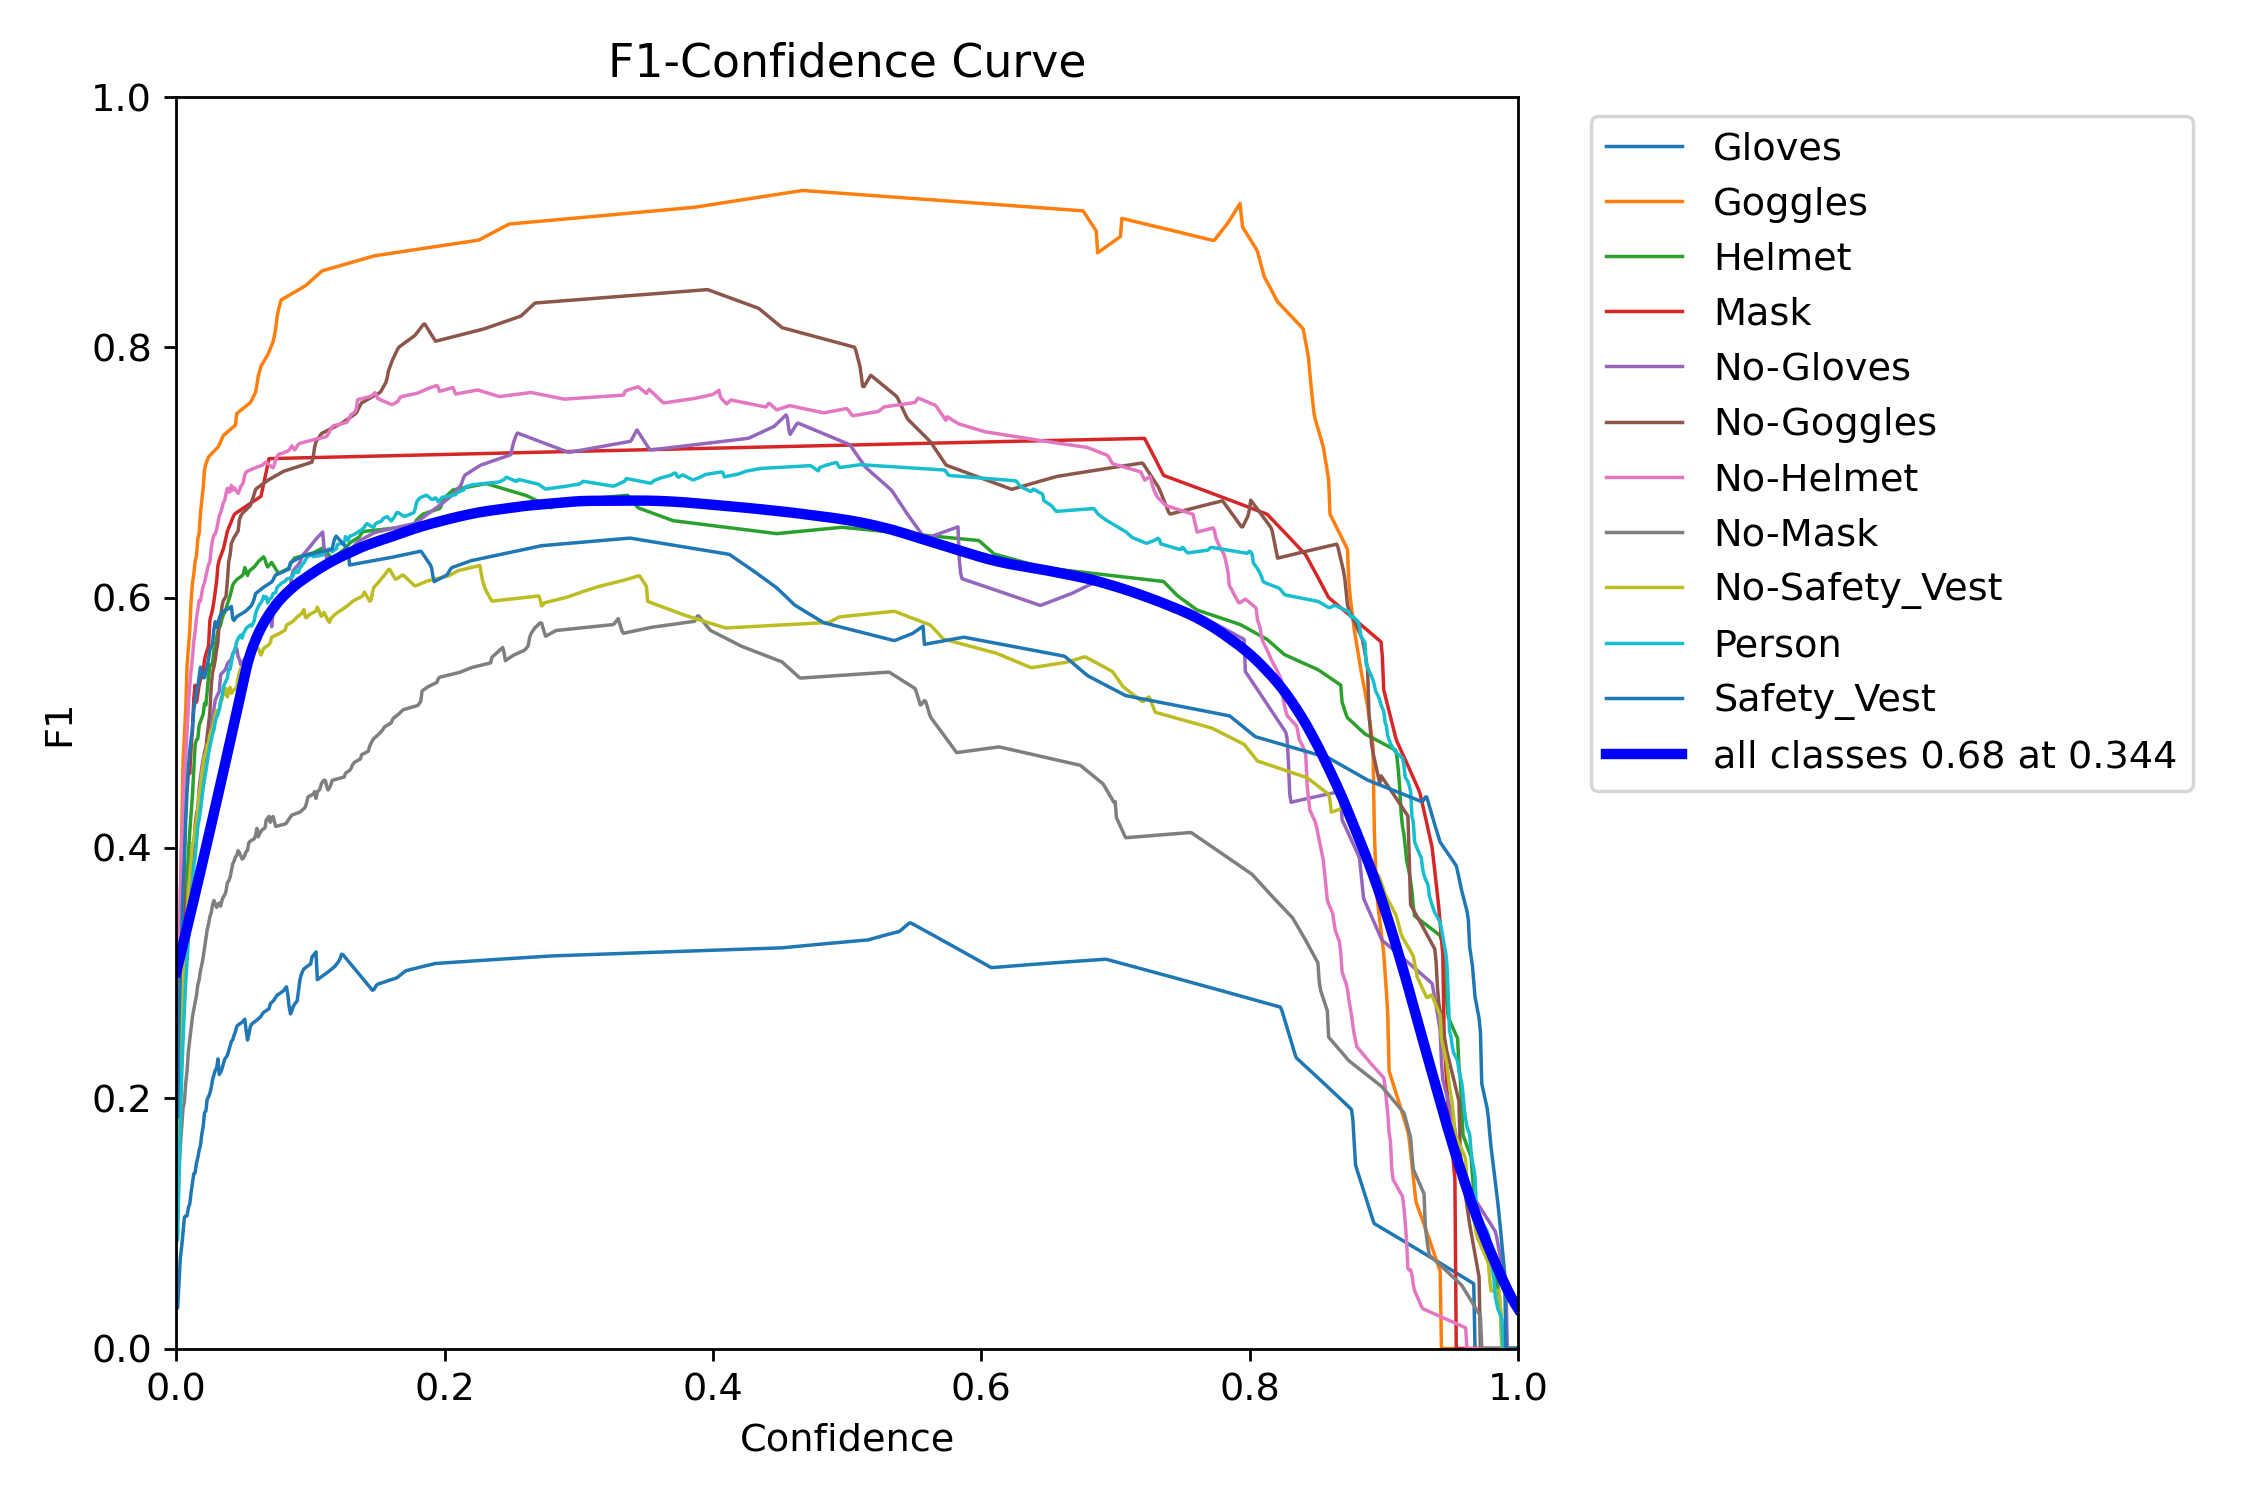 F1-Confidence Curve
1.0
0.8
0.6
0.4
0.2
0.0
F1
0.0 0.2 0.4 0.6 0.8 1.0
Confidence
Gloves
Goggles
Helmet
Mask
No-Gloves
No-Goggles
No-Helmet
No-Mask
No-Safety_Vest
Person
Safety_Vest
all classes 0.68 at 0.344